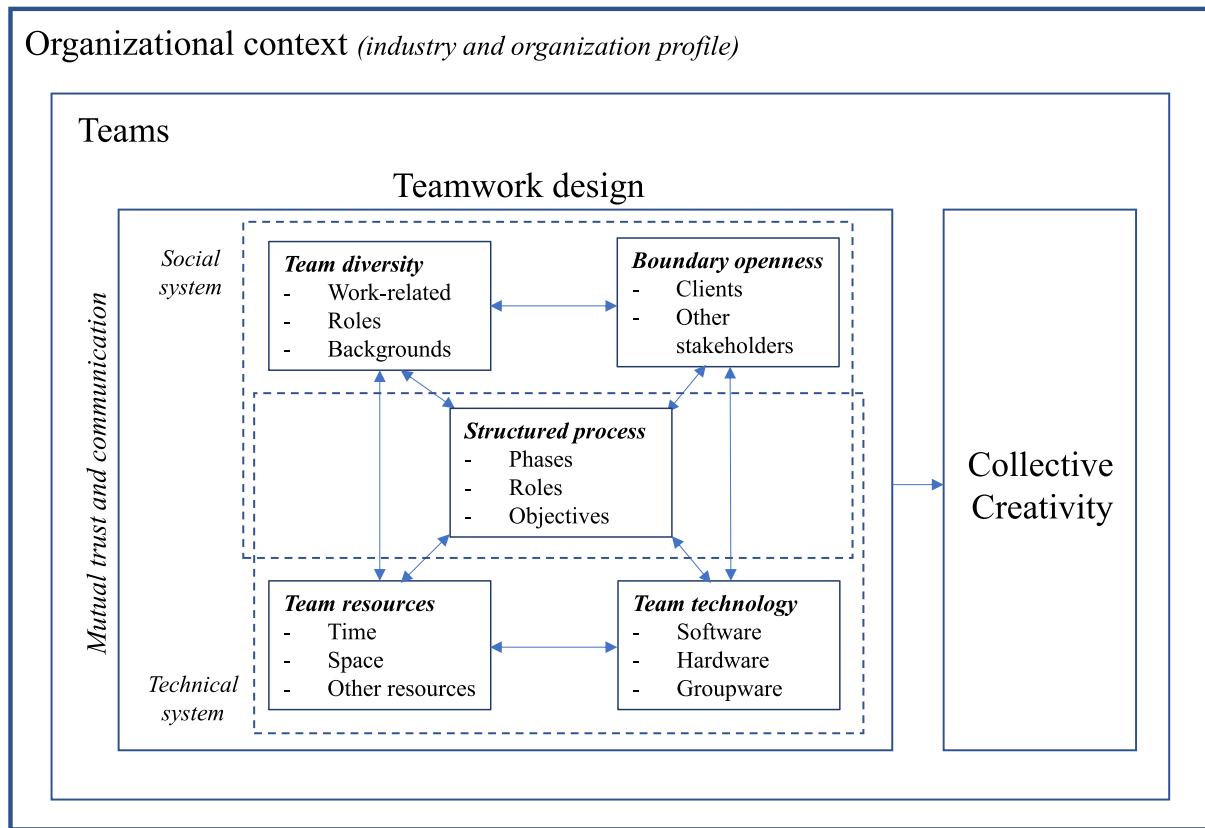 Organizational context (industry and organization profile)
Teams
Teamwork design
Mutual trust and communication
Social
system
Team diversity
- Work-related
- Roles
- Backgrounds
Boundary openness
- Clients
- Other
stakeholders
Structured process
- Phases
- Roles
- Objectives
Technical
system
Team resources
- Time
- Space
- Other resources
Team technology
- Software
- Hardware
- Groupware
Collective
Creativity